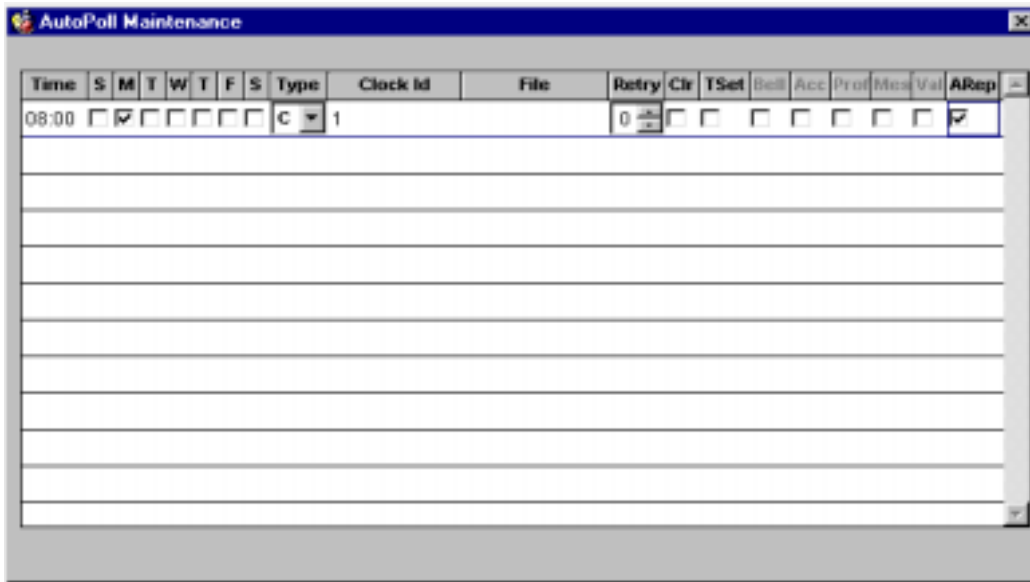 AutoPoll Maintenance
Time S M T W T F S Type Clock Id File Retry Clr TSet Bell Acc Prof Mes Val ARep
08:00 C 1 0